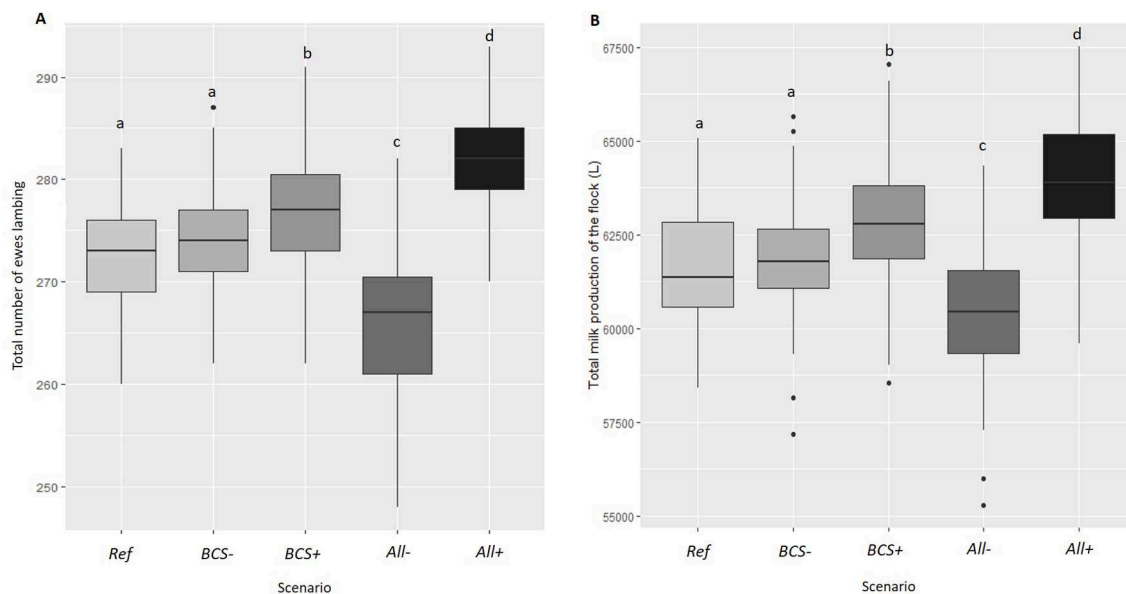 A
Total number of ewes lambing
290
280
270
260
250
a
a
b
c
d
Ref
BCS-
BCS+
All-
All+
Scenario
B
Total milk production of the flock (L)
67500
65000
62500
60000
57500
55000
a
a
b
c
d
Ref
BCS-
BCS+
All-
All+
Scenario